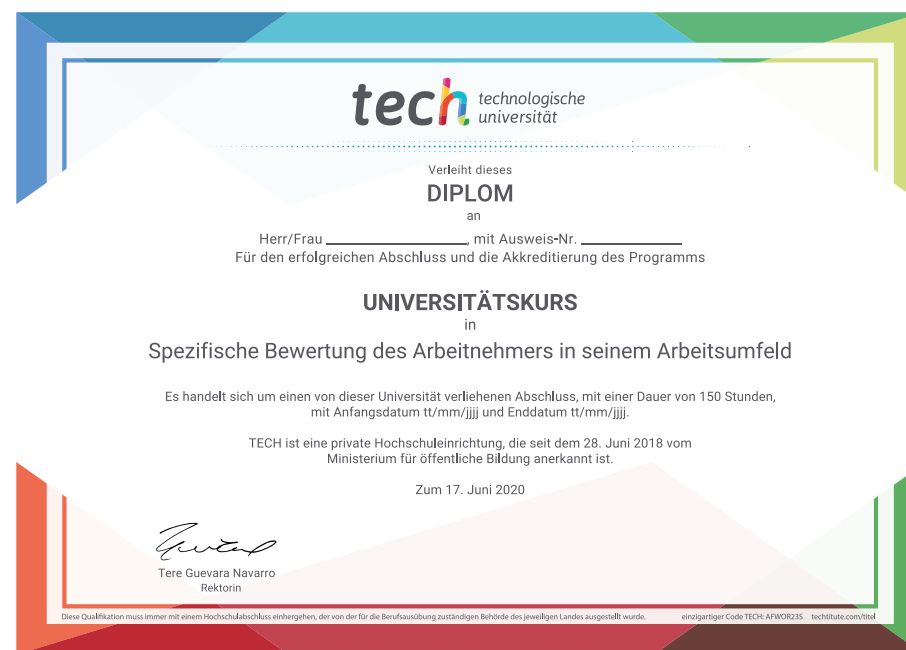 tech technologische
universität
Verleiht dieses
DIPLOM
an
Herr/Frau ____________________, mit Ausweis-Nr. ______________
Für den erfolgreichen Abschluss und die Akkreditierung des Programms
UNIVERSITÄTSKURS
in
Spezifische Bewertung des Arbeitnehmers in seinem Arbeitsumfeld
Es handelt sich um einen von dieser Universität verliehenen Abschluss, mit einer Dauer von 150 Stunden,
mit Anfangsdatum tt/mm/jjjj und Enddatum tt/mm/jjjj.
TECH ist eine private Hochschuleinrichtung, die seit dem 28. Juni 2018 vom
Ministerium für öffentliche Bildung anerkannt ist.
Zum 17. Juni 2020
Tere Guevara Navarro
Rektorin
Diese Qualifikation muss immer mit einem Hochschulabschluss einhergehen, der von der für die Berufsausübung zuständigen Behörde des jeweiligen Landes ausgestellt wurde. einzigartiger Code TECH: AFWOR235 techtitute.com/titel